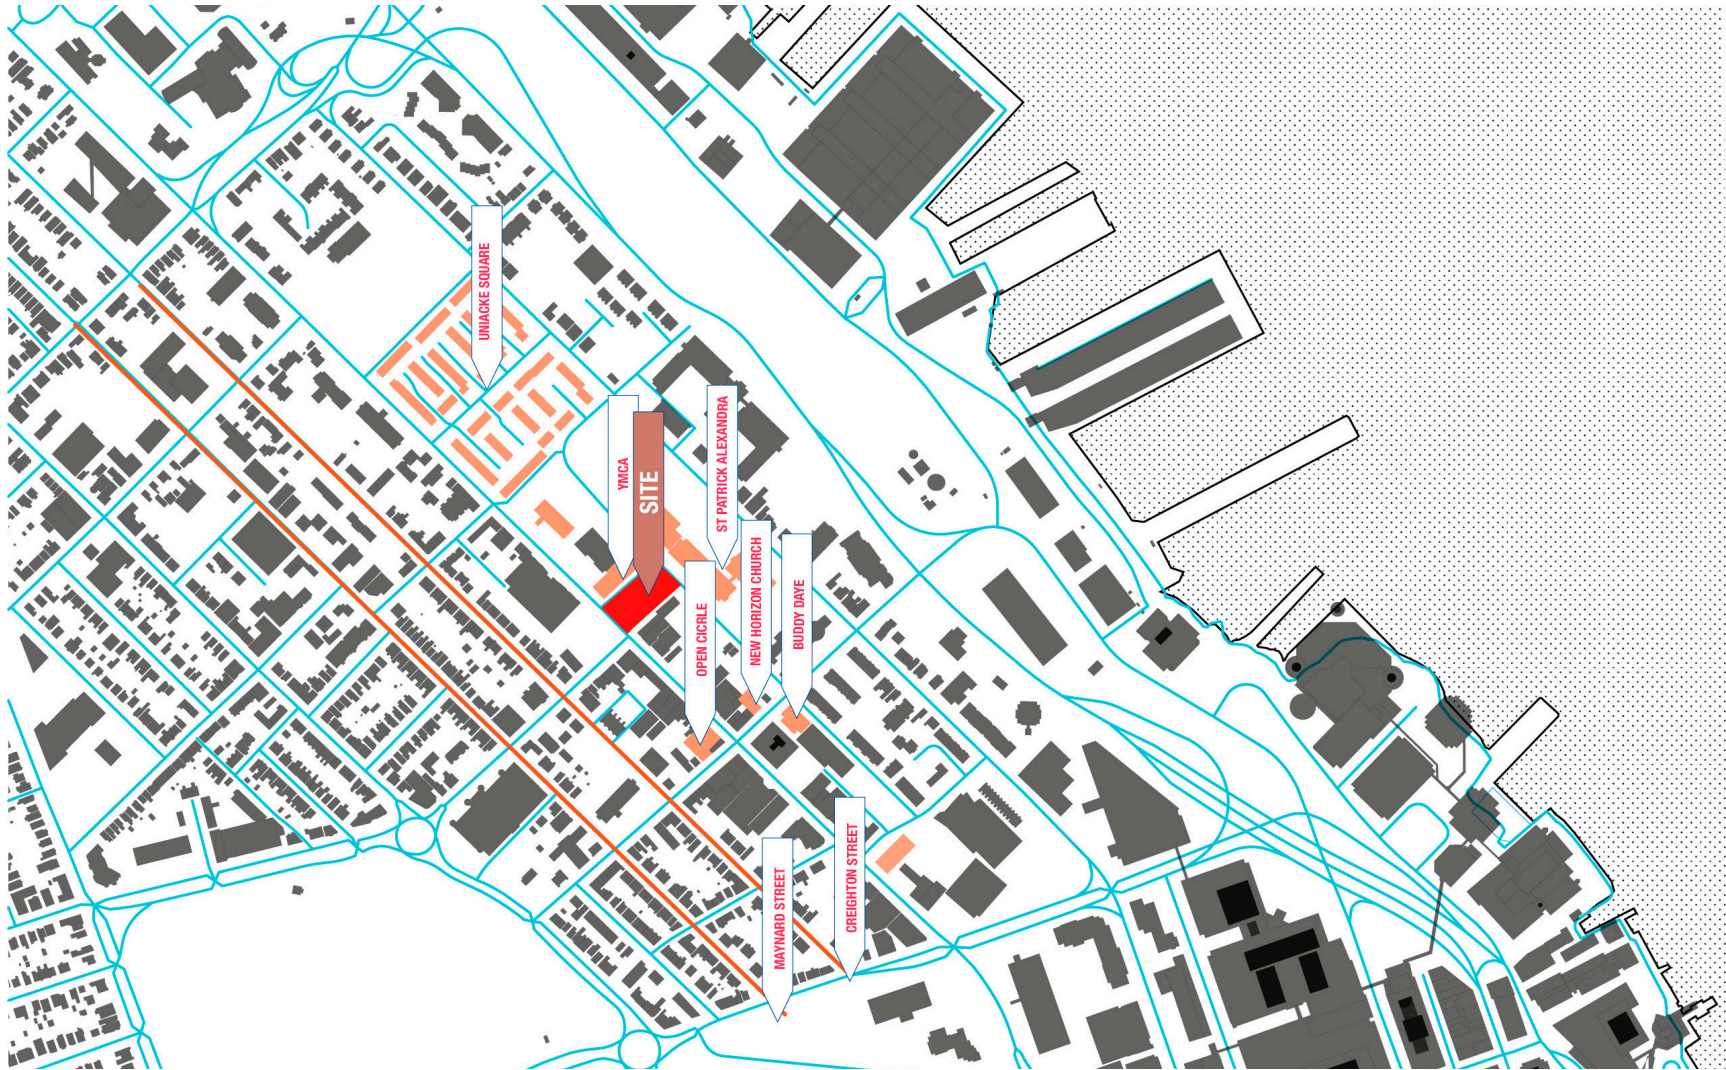 UNIACKE SQUARE
YMCA
SITE
ST PATRICK ALEXANDRA
NEW HORIZON CHURCH
BUDDY DAYE
OPEN CICRLE
MAYNARD STREET
CREIGHTON STREET